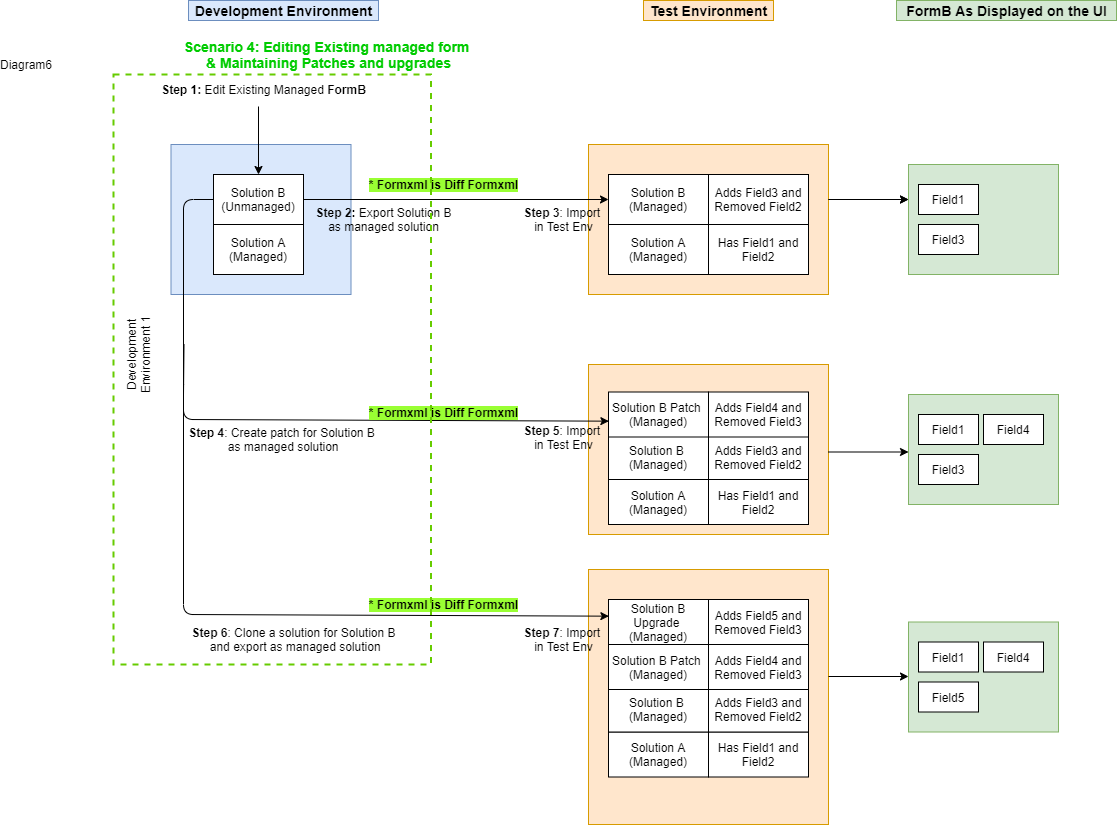 Development Environment
Test Environment
FormB As Displayed on the UI
Scenario 4: Editing Existing managed form
& Maintaining Patches and upgrades
Diagram6
Step 1: Edit Existing Managed FormB
Development
Environment 1
Solution B
(Unmanaged)
Solution A
(Managed)
* Formxml is Diff Formxml
Step 2: Export Solution B
as managed solution
Step 3: Import
in Test Env
Solution B
(Managed)
Adds Field3 and
Removed Field2
Solution A
(Managed)
Has Field1 and
Field2
Field1
Field3
* Formxml is Diff Formxml
Step 4: Create patch for Solution B
as managed solution
Step 5: Import
in Test Env
Solution B Patch
(Managed)
Adds Field4 and
Removed Field3
Solution B
(Managed)
Adds Field3 and
Removed Field2
Solution A
(Managed)
Has Field1 and
Field2
Field1
Field4
Field3
* Formxml is Diff Formxml
Step 6: Clone a solution for Solution B
and export as managed solution
Step 7: Import
in Test Env
Solution B
Upgrade
(Managed)
Adds Field5 and
Removed Field3
Solution B Patch
(Managed)
Adds Field4 and
Removed Field3
Solution B
(Managed)
Adds Field3 and
Removed Field2
Solution A
(Managed)
Has Field1 and
Field2
Field1
Field4
Field5